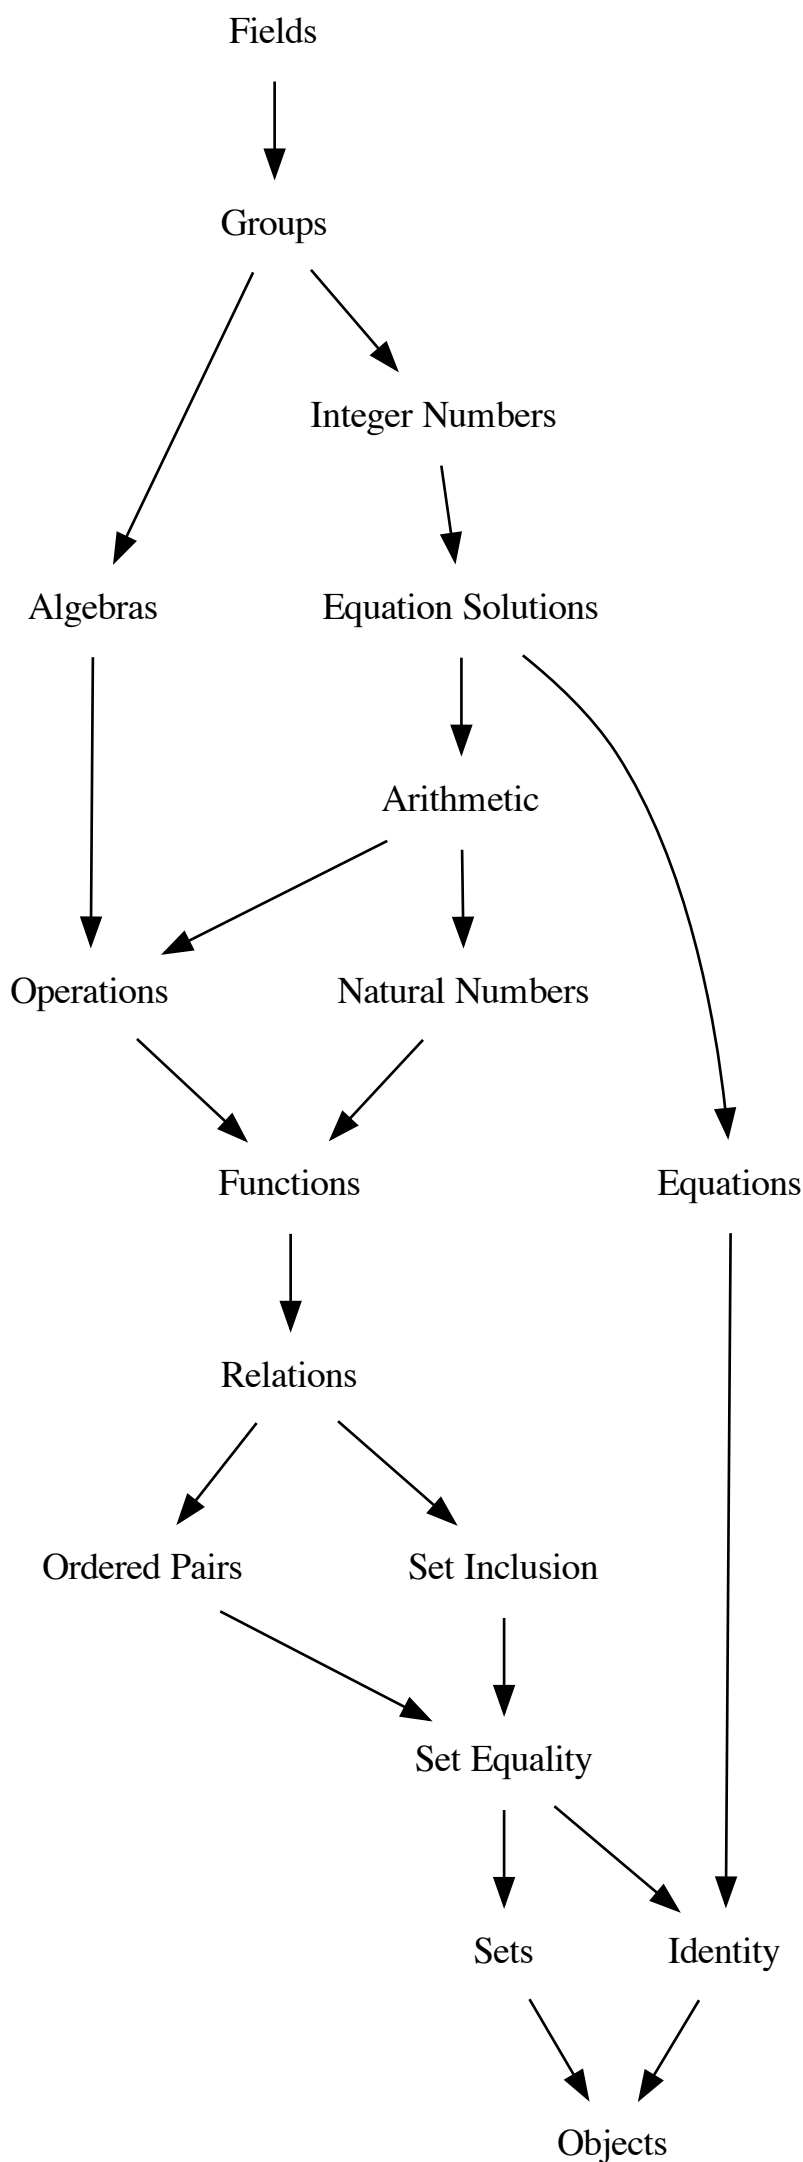 Fields
Groups
Integer Numbers
Algebras
Equation Solutions
Arithmetic
Operations
Natural Numbers
Functions
Equations
Relations
Ordered Pairs
Set Inclusion
Set Equality
Sets
Identity
Objects